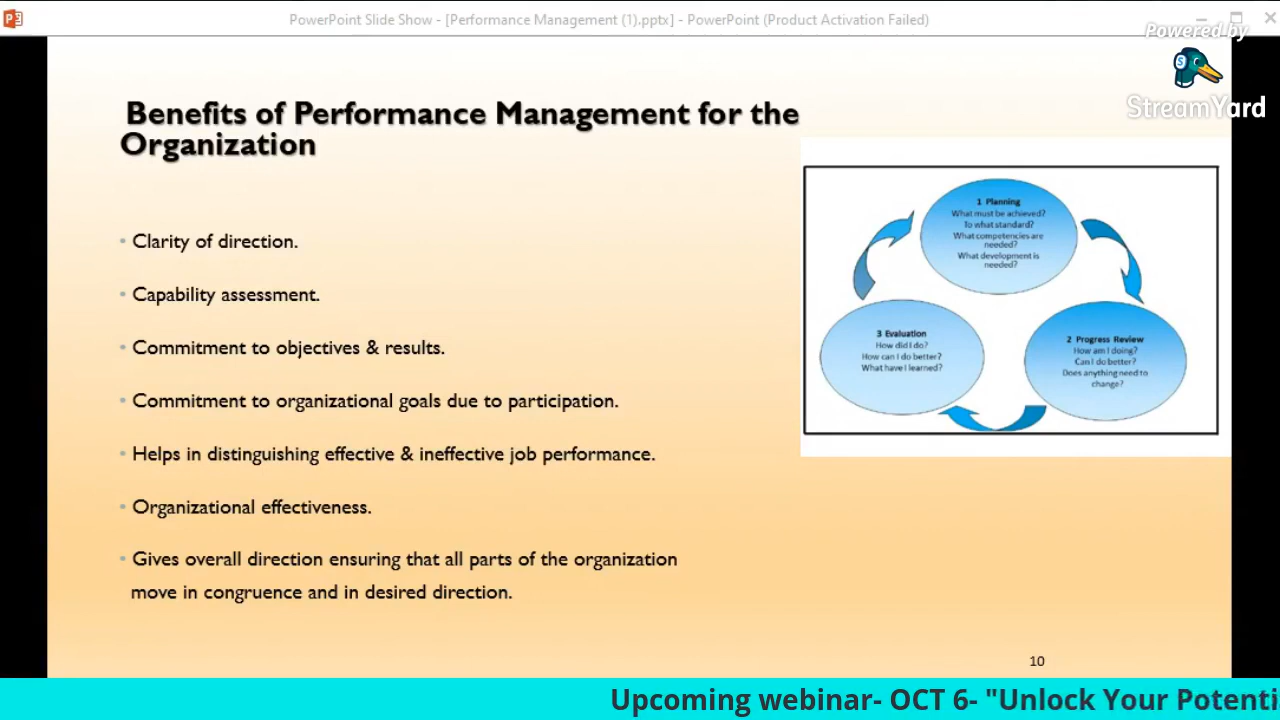 PowerPoint Slide Show - [Performance Management (1).pptx] - PowerPoint (Product Activation Failed)
Powered by
StreamYard
Benefits of Performance Management for the
Organization
• Clarity of direction.
• Capability assessment.
• Commitment to objectives & results.
• Commitment to organizational goals due to participation.
• Helps in distinguishing effective & ineffective job performance.
• Organizational effectiveness.
• Gives overall direction ensuring that all parts of the organization
move in congruence and in desired direction.
1 Planning
What must be achieved?
To what standard?
What competencies are
needed?
What development is
needed?
2 Progress Review
How am I doing?
Can I do better?
Does anything need to
change?
3 Evaluation
How did I do?
How can I do better?
What have I learned?
10
Upcoming webinar- OCT 6- "Unlock Your Potenti